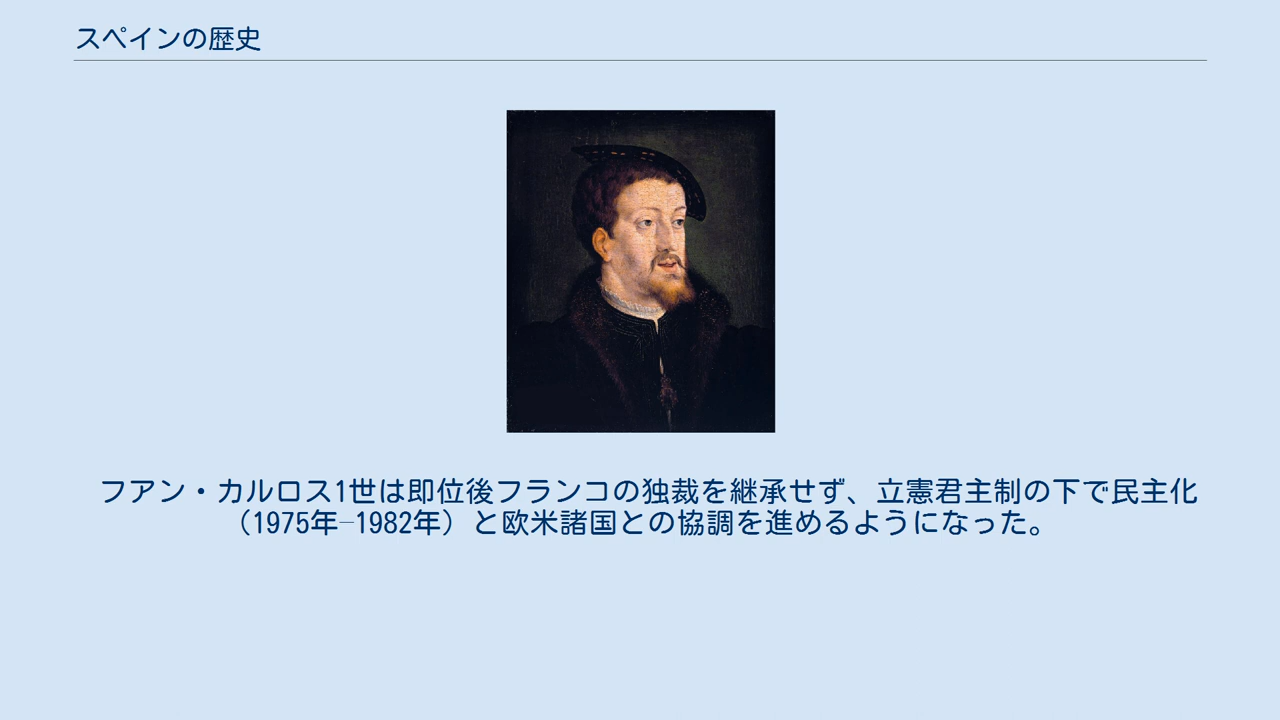 スペインの歴史
フアン・カルロス1世は即位後フランコの独裁を継承せず、立憲君主制の下で民主化
（1975年–1982年）と欧米諸国との協調を進めるようになった。